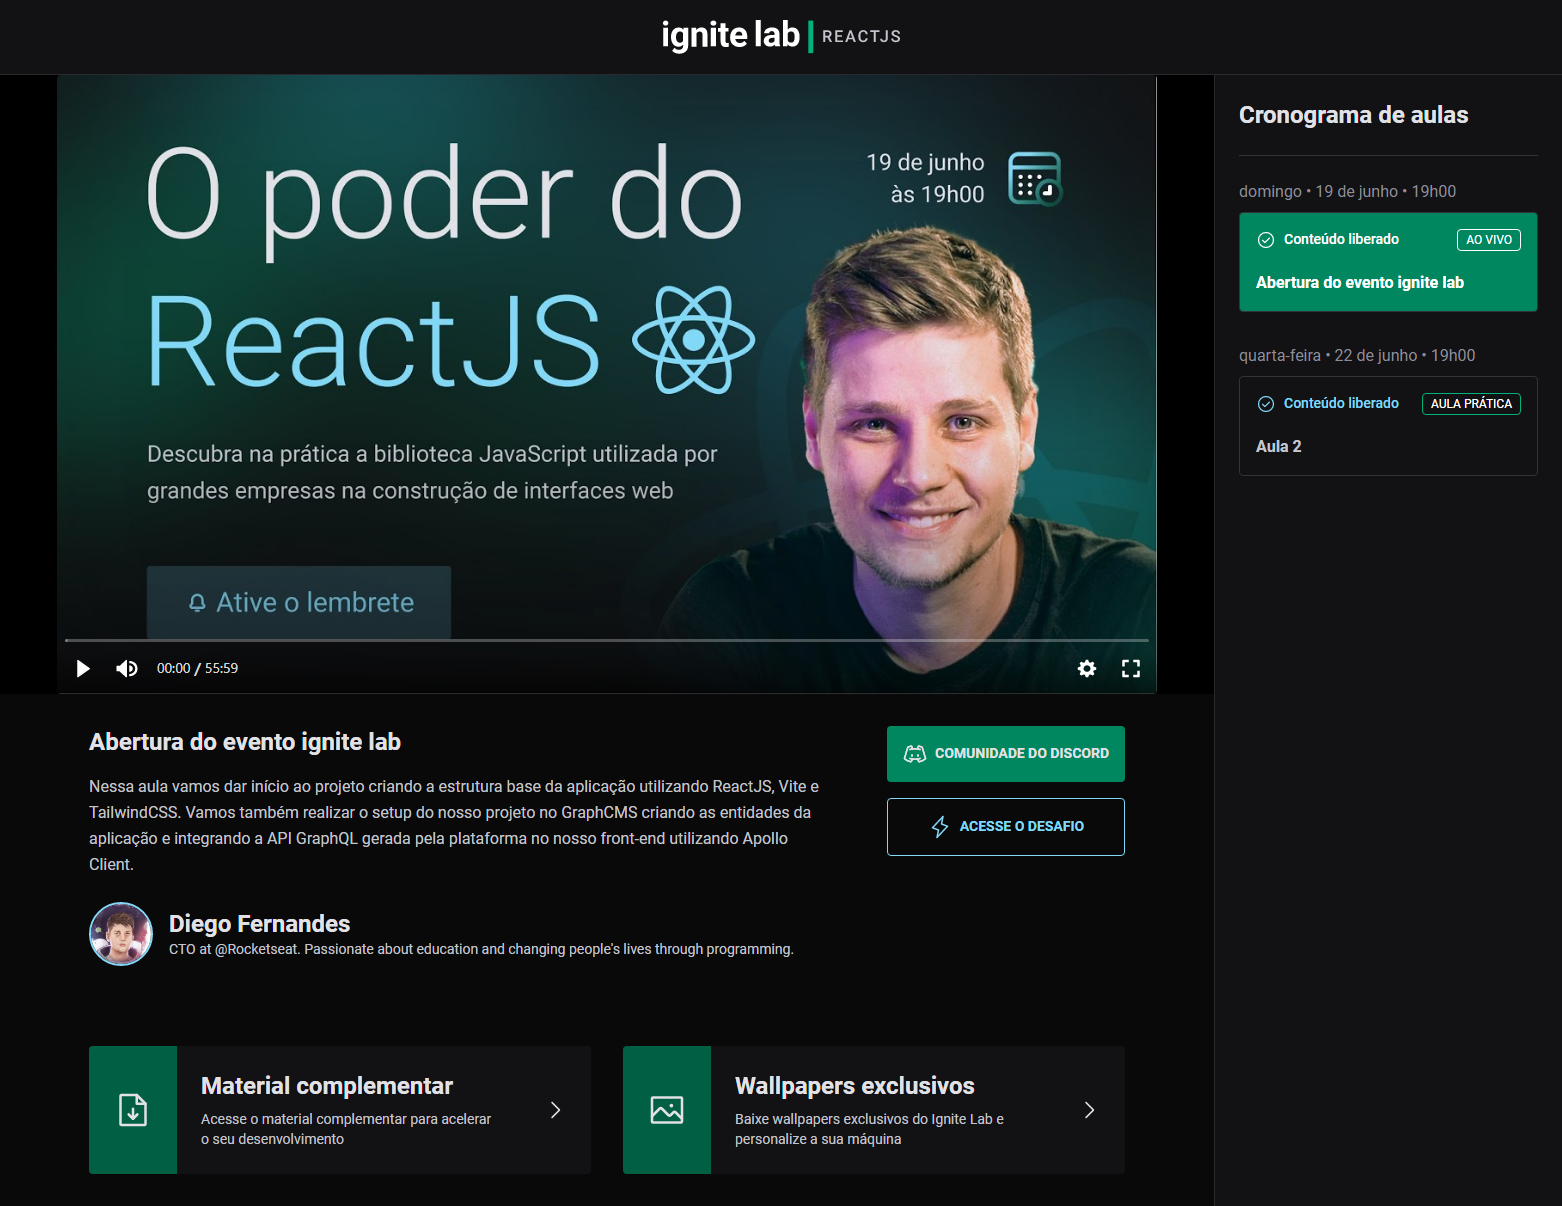 ignite lab | REACTJS
O poder do
ReactJS
19 de junho
às 19h00
Descubra na prática a biblioteca JavaScript utilizada por
grandes empresas na construção de interfaces web
Ative o lembrete
00:00 / 55:59
Abertura do evento ignite lab
Nessa aula vamos dar início ao projeto criando a estrutura base da aplicação utilizando ReactJS, Vite e
TailwindCSS. Vamos também realizar o setup do nosso projeto no GraphCMS criando as entidades da
aplicação e integrando a API GraphQL gerada pela plataforma no nosso front-end utilizando Apollo
Client.
COMUNIDADE DO DISCORD
ACESSE O DESAFIO
Diego Fernandes
CTO at @Rocketseat. Passionate about education and changing people's lives through programming.
Material complementar
Acesse o material complementar para acelerar
o seu desenvolvimento
Wallpapers exclusivos
Baixe wallpapers exclusivos do Ignite Lab e
personalize a sua máquina
Cronograma de aulas
domingo • 19 de junho • 19h00
Conteúdo liberado
AO VIVO
Abertura do evento ignite lab
quarta-feira • 22 de junho • 19h00
Conteúdo liberado
AULA PRÁTICA
Aula 2